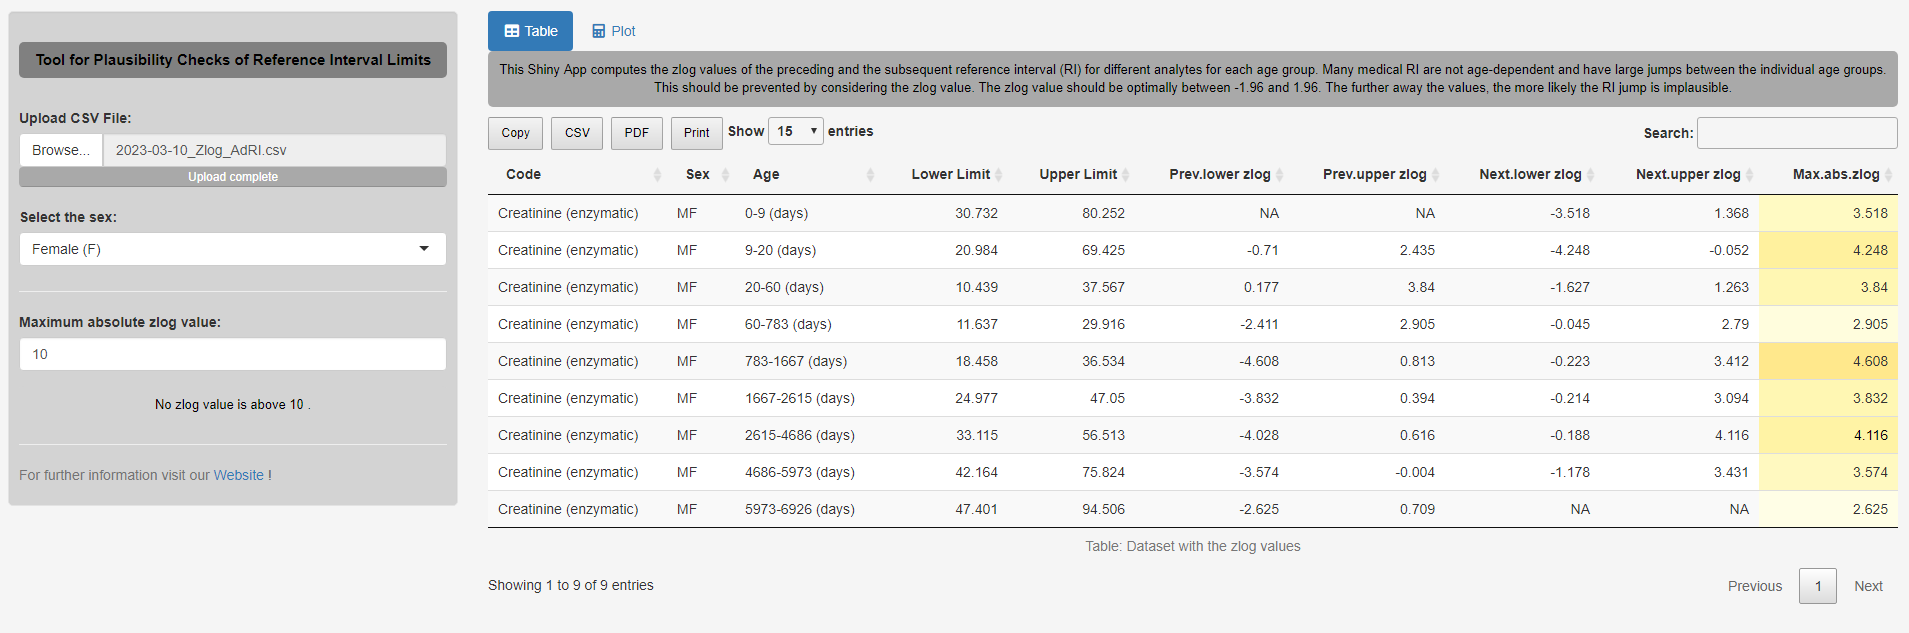 Tool for Plausibility Checks of Reference Interval Limits
Upload CSV File:
Browse... 2023-03-10_Zlog_AdRI.csv
Upload complete
Select the sex:
Female (F)
Maximum absolute zlog value:
10
No zlog value is above 10 .
For further information visit our Website !
Table Plot
This Shiny App computes the zlog values of the preceding and the subsequent reference interval (RI) for different analytes for each age group. Many medical RI are not age-dependent and have large jumps between the individual age groups.
This should be prevented by considering the zlog value. The zlog value should be optimally between -1.96 and 1.96. The further away the values, the more likely the RI jump is implausible.
Copy CSV PDF Print Show 15 entries Search:
Code Sex Age Lower Limit Upper Limit Prev.lower zlog Prev.upper zlog Next.lower zlog Next.upper zlog Max.abs.zlog
Creatinine (enzymatic) MF 0-9 (days) 30.732 80.252 NA NA -3.518 1.368 3.518
Creatinine (enzymatic) MF 9-20 (days) 20.984 69.425 -0.71 2.435 -4.248 -0.052 4.248
Creatinine (enzymatic) MF 20-60 (days) 10.439 37.567 0.177 3.84 -1.627 1.263 3.84
Creatinine (enzymatic) MF 60-783 (days) 11.637 29.916 -2.411 2.905 -0.045 2.79 2.905
Creatinine (enzymatic) MF 783-1667 (days) 18.458 36.534 -4.608 0.813 -0.223 3.412 4.608
Creatinine (enzymatic) MF 1667-2615 (days) 24.977 47.05 -3.832 0.394 -0.214 3.094 3.832
Creatinine (enzymatic) MF 2615-4686 (days) 33.115 56.513 -4.028 0.616 -0.188 4.116 4.116
Creatinine (enzymatic) MF 4686-5973 (days) 42.164 75.824 -3.574 -0.004 -1.178 3.431 3.574
Creatinine (enzymatic) MF 5973-6926 (days) 47.401 94.506 -2.625 0.709 NA NA 2.625
Table: Dataset with the zlog values
Showing 1 to 9 of 9 entries
Previous 1 Next